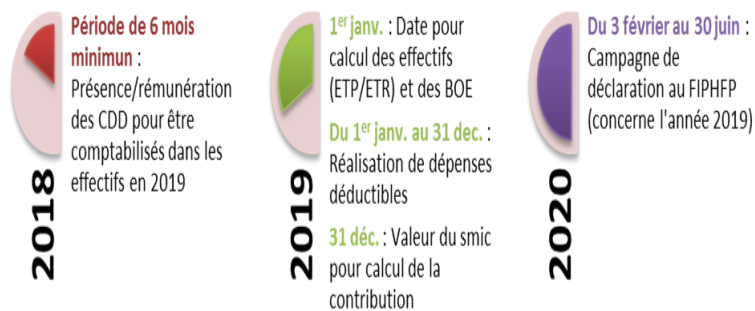 Période de 6 mois
minimun :
Présence/rémunération
des CDD pour être
comptabilisés dans les
effectifs en 2019
2018
1er janv. : Date pour
calcul des effectifs
(ETP/ETR) et des BOE
Du 1er janv. au 31 dec. :
Réalisation de dépenses
déductibles
31 déc. : Valeur du smic
pour calcul de la
contribution
2019
Du 3 février au 30 juin :
Campagne de
déclaration au FIPHFP
(concerne l'année 2019)
2020